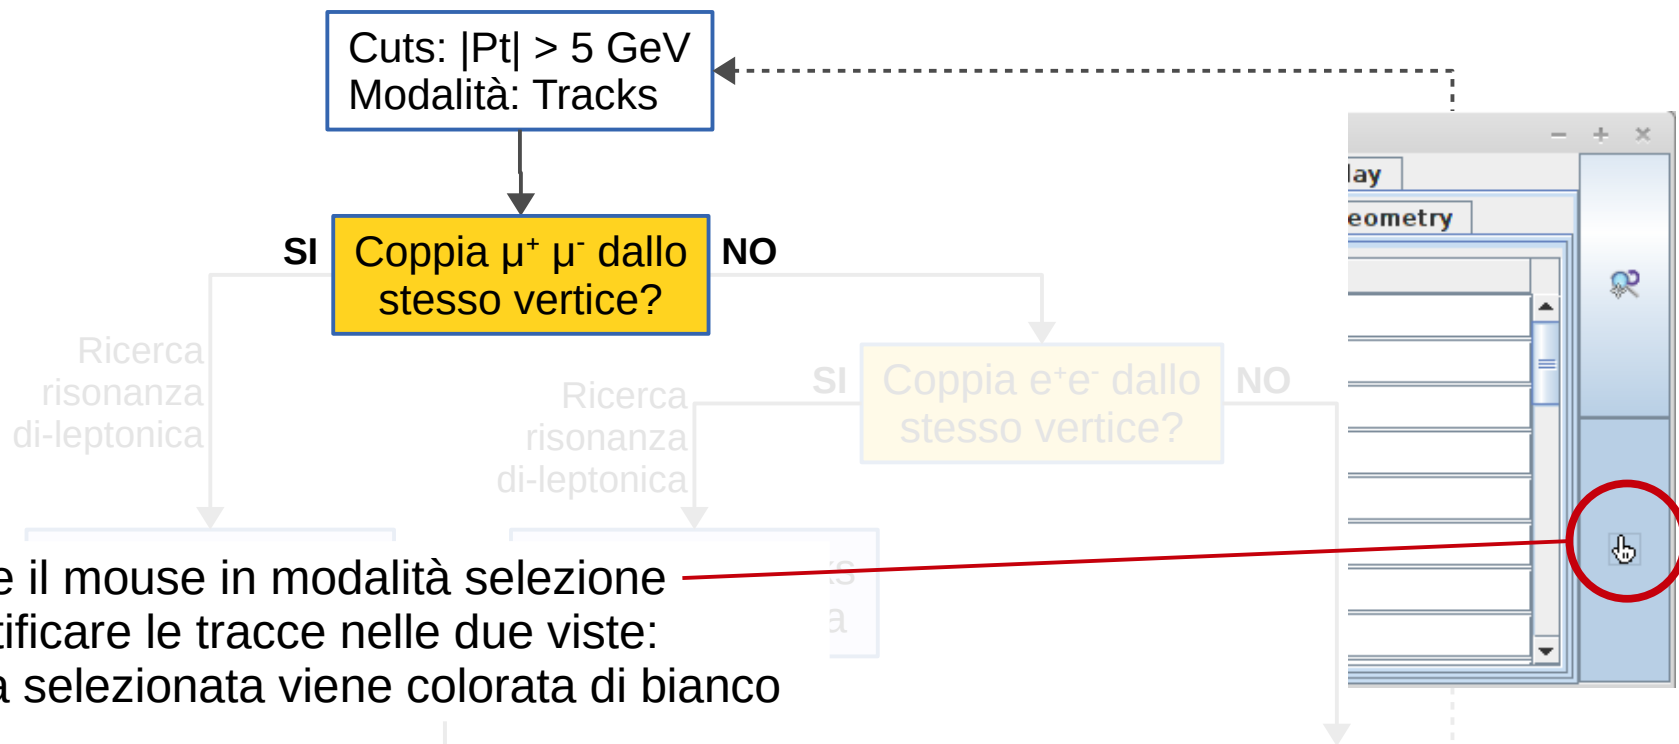 Cuts: |Pt| > 5 GeV
Modalità: Tracks
SI
Coppia μ⁺ μ⁻ dallo
stesso vertice?
NO
Ricerca
risonanza
di-leptonica
Ricerca
risonanza
di-leptonica
SI
Coppia e⁺e⁻ dallo
stesso vertice?
NO
lay
eometry
e il mouse in modalità selezione
tificare le tracce nelle due viste:
a selezionata viene colorata di bianco
ks
a